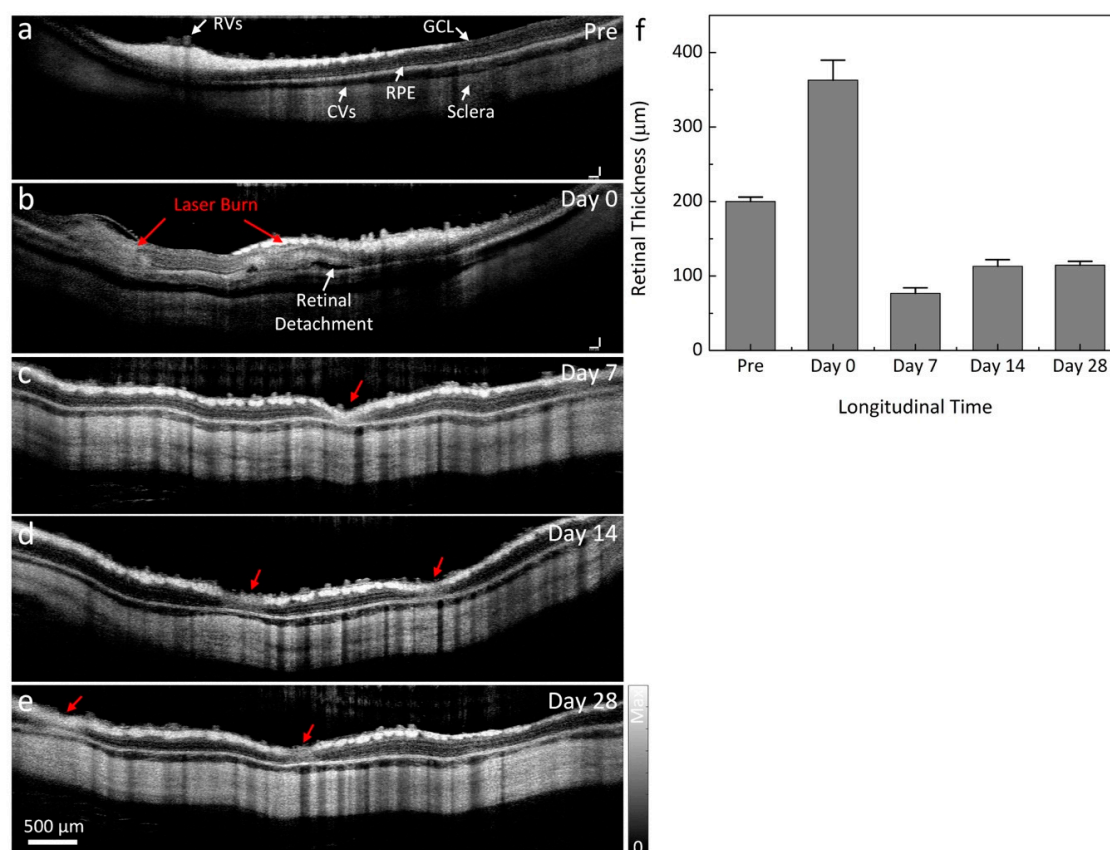 a
RVs
GCL
Pre
RPE
CVs
Sclera
b
Day 0
Laser Burn
Retinal
Detachment
c
Day 7
d
Day 14
e
Day 28
Max
0
500 µm
f
400
300
200
100
0
Retinal Thickness (µm)
Pre
Day 0
Day 7
Day 14
Day 28
Longitudinal Time